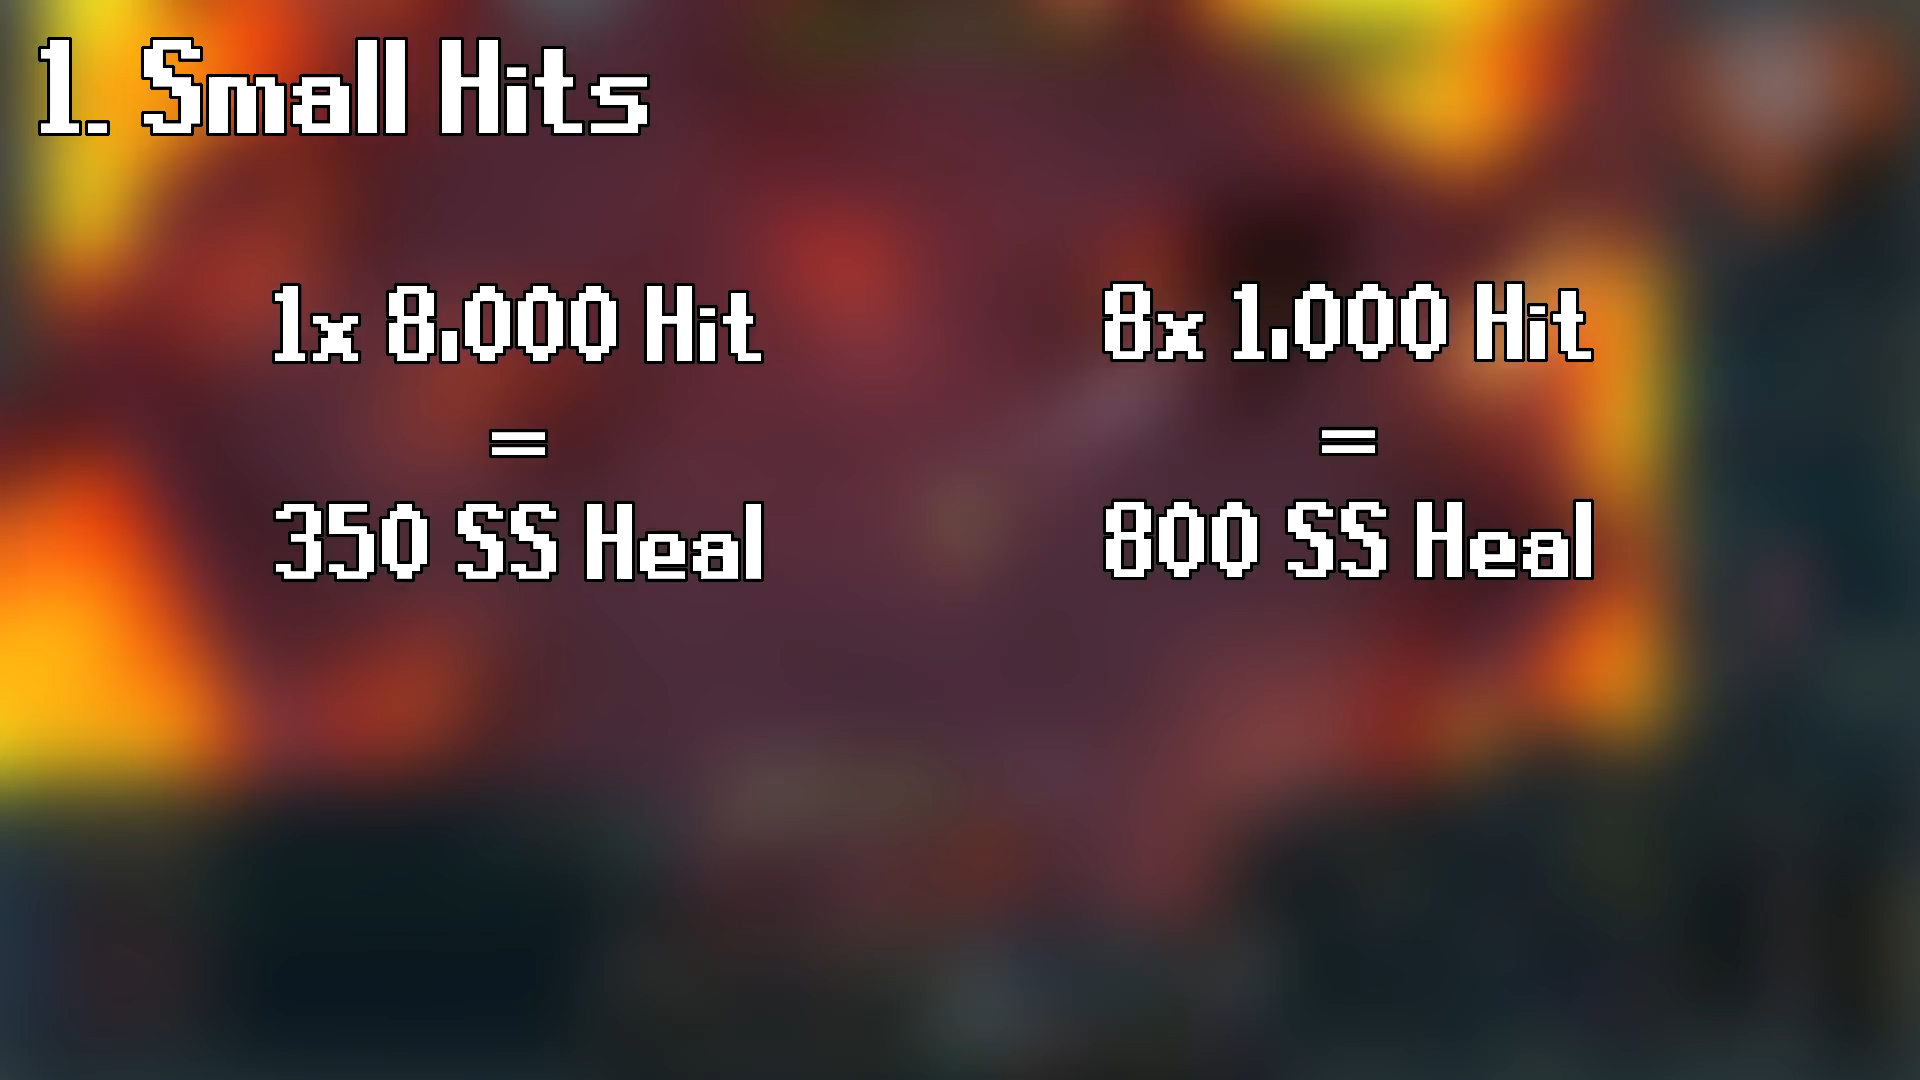 1. Small Hits
1x 8,000 Hit
=
350 SS Heal
8x 1,000 Hit
=
800 SS Heal